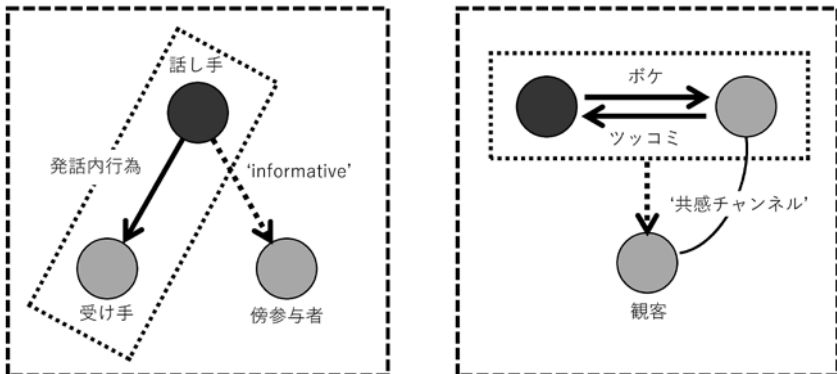 話し手
発話内行為
‘informative’
受け手
傍参与者
ボケ
ツッコミ
‘共感チャンネル’
観客